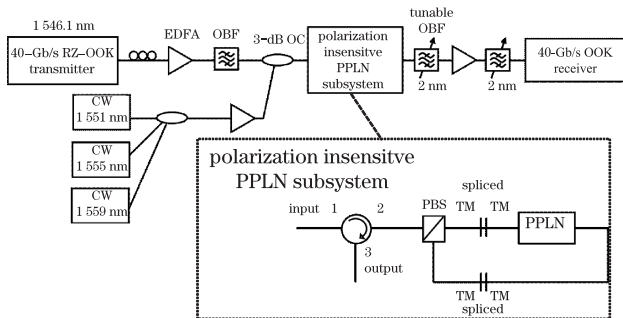 1 546.1 nm
40-Gb/s RZ-OOK
transmitter
EDFA
OBF
3-dB OC
polarization
insensitve
PPLN
subsystem
tunable
OBF
2 nm
2 nm
40-Gb/s OOK
receiver
CW
1 551 nm
CW
1 555 nm
CW
1 559 nm
polarization insensitve
PPLN subsystem
input
1
2
3
output
PBS
spliced
TM
TM
PPLN
TM
TM
spliced